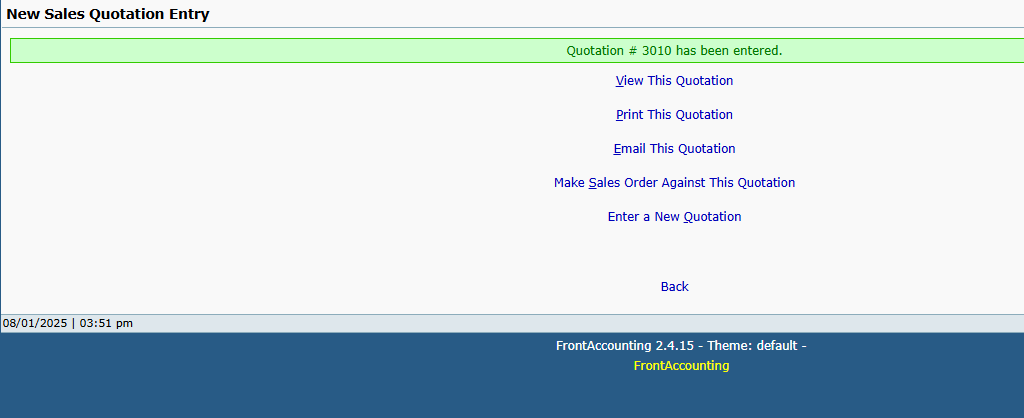 New Sales Quotation Entry
Quotation # 3010 has been entered.
View This Quotation
Print This Quotation
Email This Quotation
Make Sales Order Against This Quotation
Enter a New Quotation
Back
08/01/2025 | 03:51 pm
FrontAccounting 2.4.15 - Theme: default -
FrontAccounting